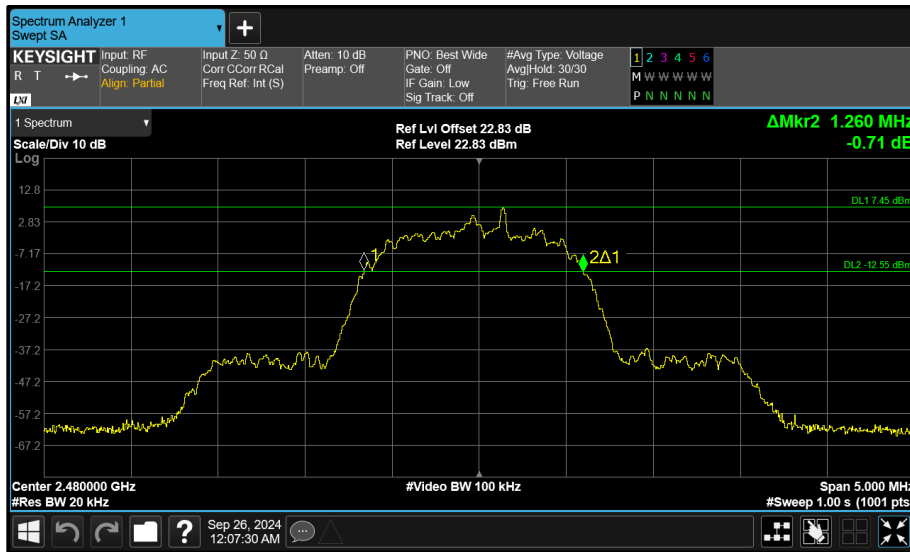 Spectrum Analyzer 1
Swept SA
+
KEYSIGHT
R T
LXI
Input: RF
Coupling: AC
Align: Partial
Input Z: 50 Ω
Corr CCorr RCal
Freq Ref: Int (S)
Atten: 10 dB
Preamp: Off
PNO: Best Wide
Gate: Off
IF Gain: Low
Sig Track: Off
#Avg Type: Voltage
Avg|Hold: 30/30
Trig: Free Run
1 2 3 4 5 6
M W W W W W
P N N N N N
1 Spectrum
Scale/Div 10 dB
Log
Ref Lvl Offset 22.83 dB
Ref Level 22.83 dBm
ΔMkr2 1.260 MHz
-0.71 dB
12.8
2.83
-7.17
-17.2
-27.2
-37.2
-47.2
-57.2
-67.2
DL1 7.45 dBm
DL2 -12.55 dBm
1
2Δ1
Center 2.480000 GHz
#Res BW 20 kHz
#Video BW 100 kHz
Span 5.000 MHz
#Sweep 1.00 s (1001 pts
?
Sep 26, 2024
12:07:30 AM